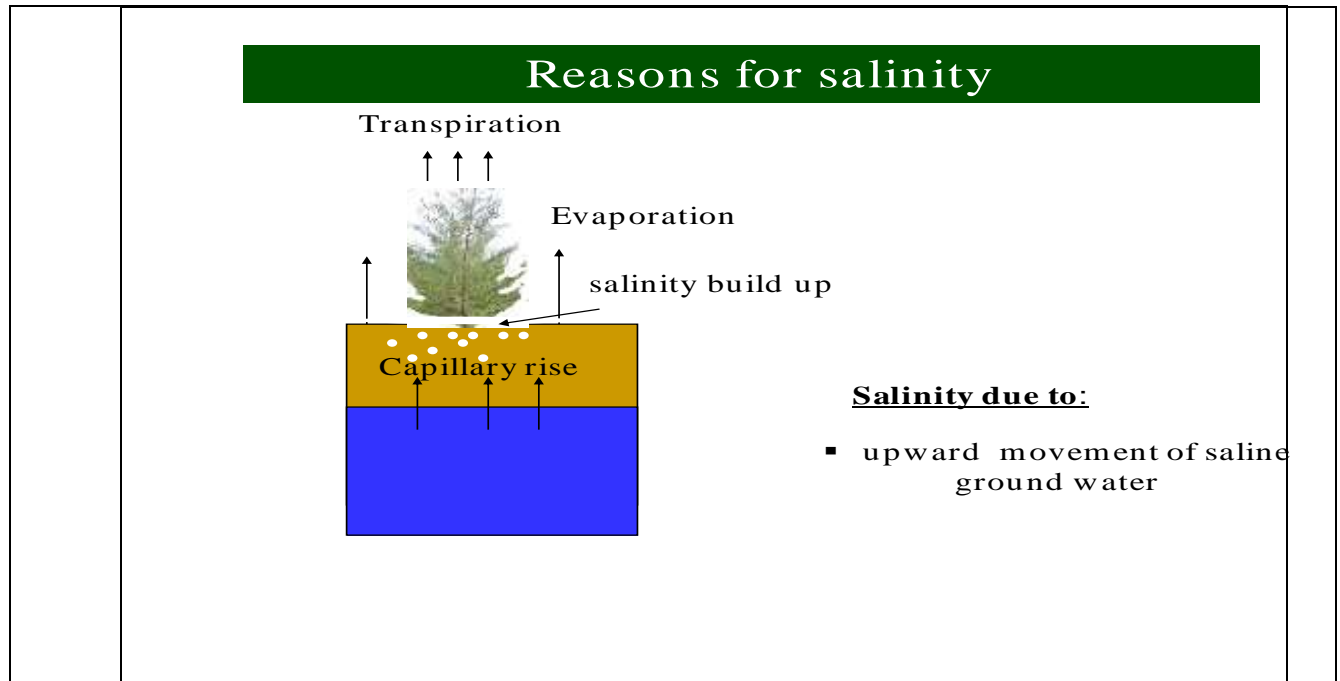 Reasons for salinity
Transpiration
Evaporation
salinity build up
Capillary rise
Salinity due to:
▪ upward movement of saline
ground water